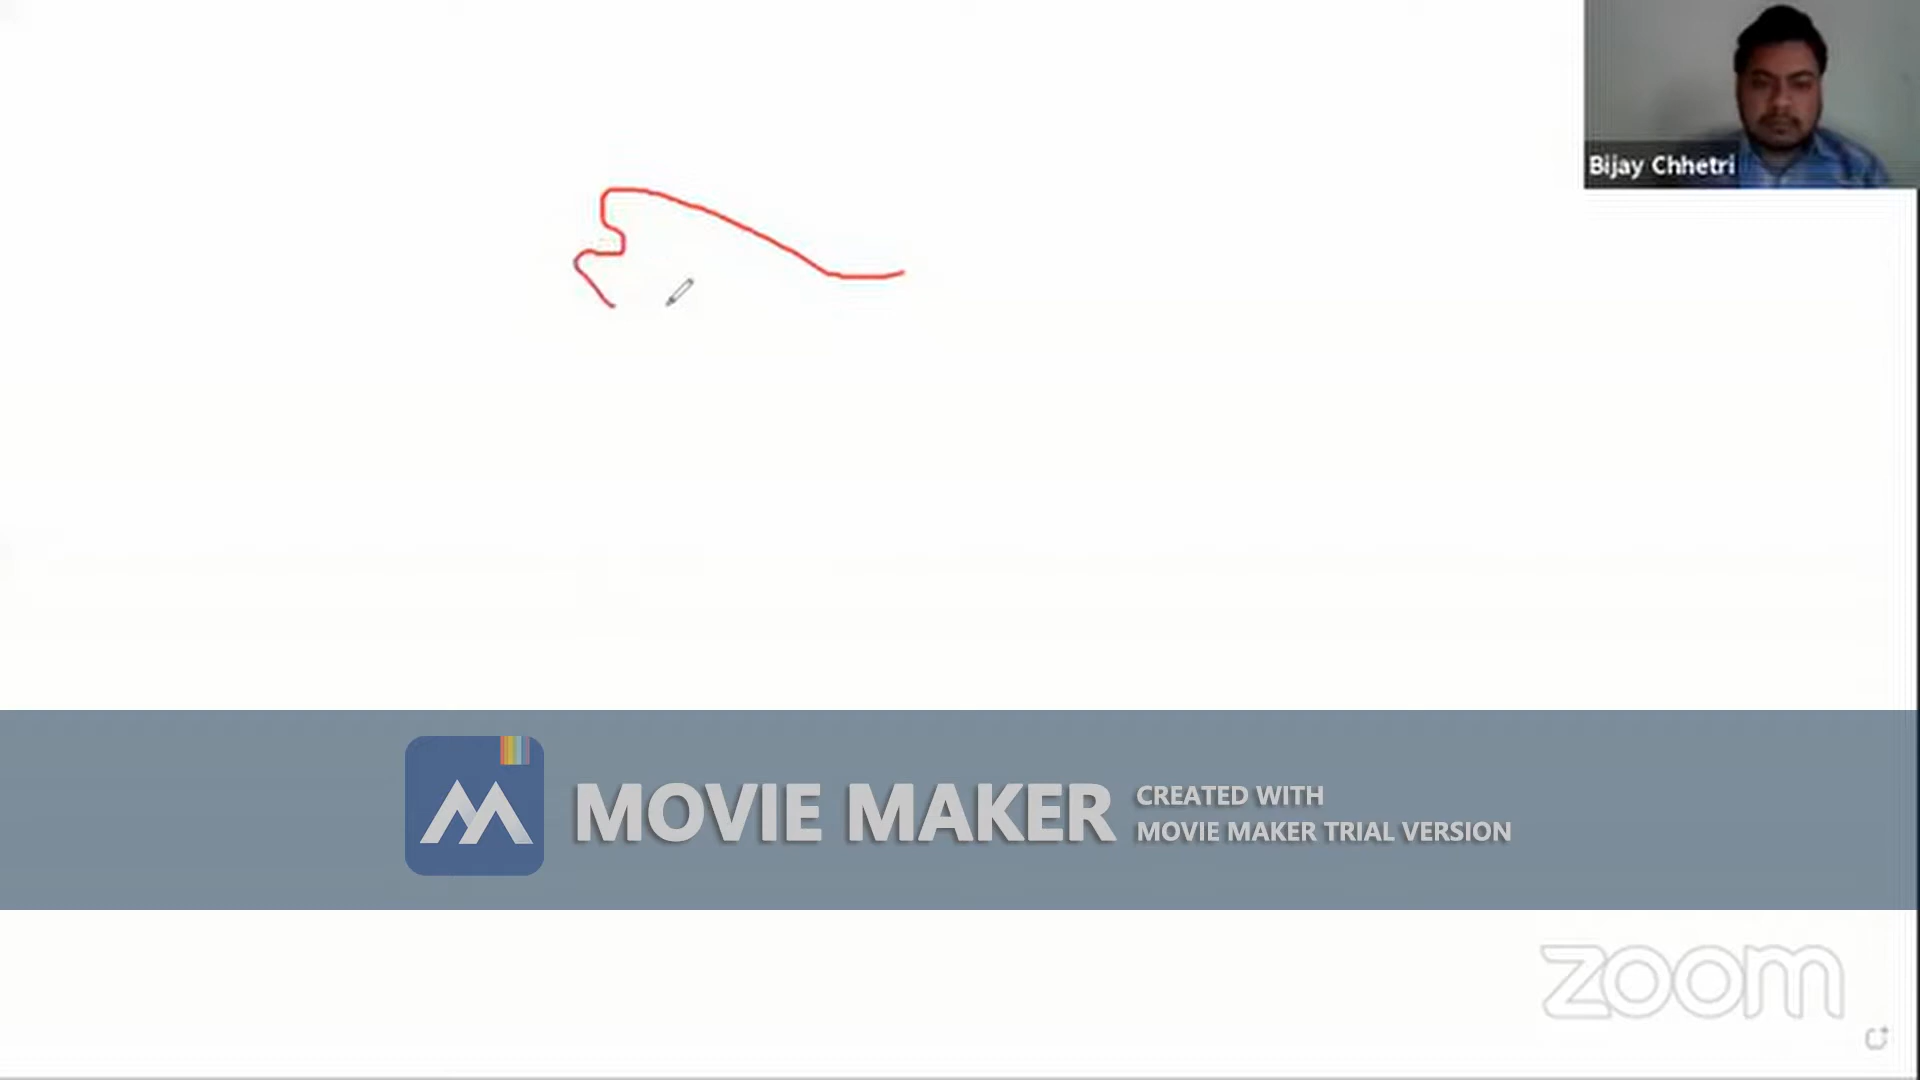 Bijay Chhetri
MOVIE MAKER
CREATED WITH
MOVIE MAKER TRIAL VERSION
zoom